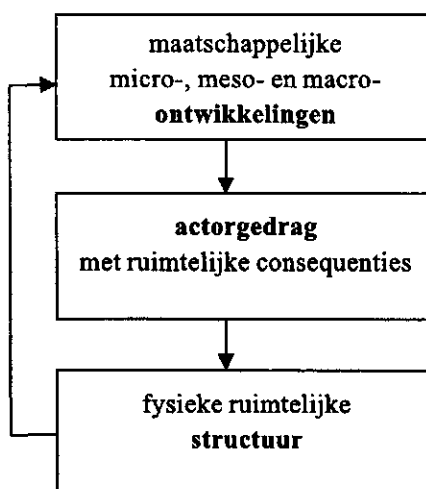 maatschappelijke
micro-, meso- en macro-
ontwikkelingen
actorgedrag
met ruimtelijke consequenties
fysieke ruimtelijke
structuur